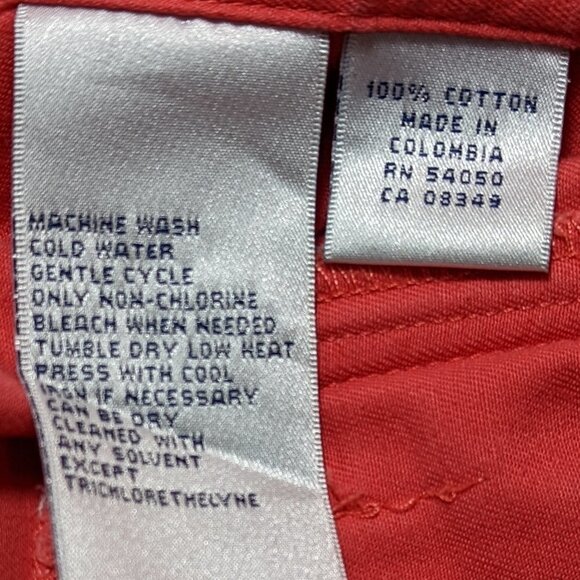 MACHINE WASH
COLD WATER
GENTLE CYCLE
ONLY NON-CHLORINE
BLEACH WHEN NEEDED
TUMBLE DRY LOW HEAT
PRESS WITH COOL
IRON IF NECESSARY
CAN BE DRY
CLEANED WITH
ANY SOLVENT
EXCEPT
TRICHLORETHELYNE
100% COTTON
MADE IN
COLOMBIA
RN 54050
CA 08349